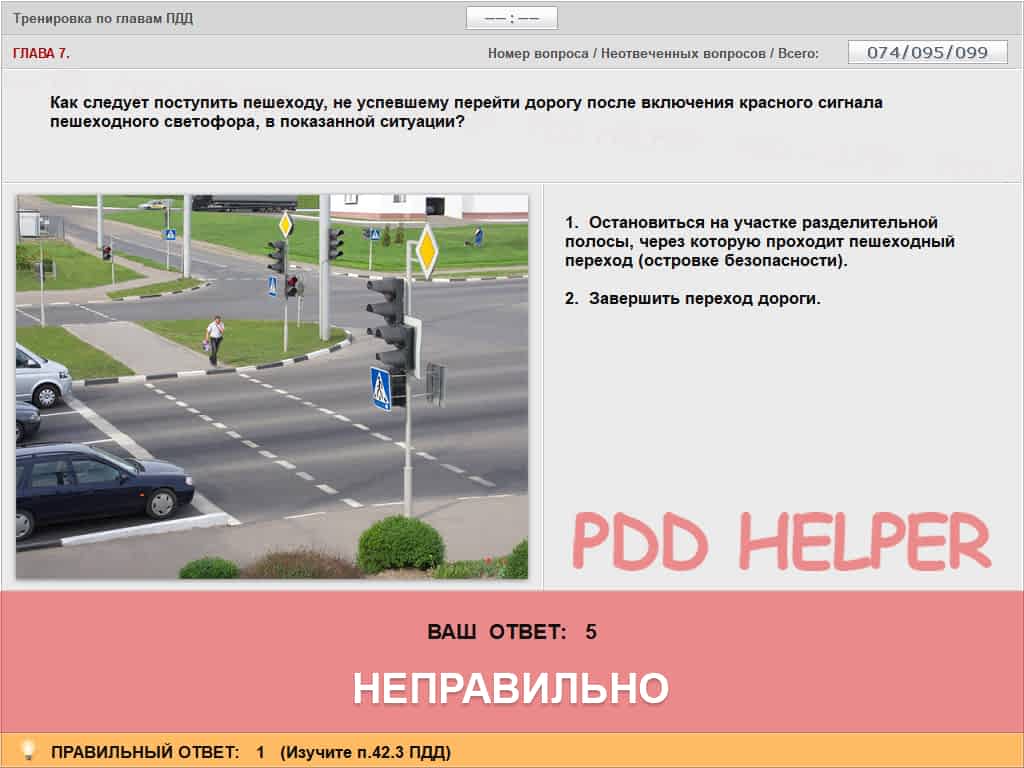 Тренировка по главам ПДД
–– : ––
ГЛАВА 7.
Номер вопроса / Неотвеченных вопросов / Всего:
074/095/099
Как следует поступить пешеходу, не успевшему перейти дорогу после включения красного сигнала
пешеходного светофора, в показанной ситуации?
1. Остановиться на участке разделительной
полосы, через которую проходит пешеходный
переход (островке безопасности).
2. Завершить переход дороги.
PDD HELPER
ВАШ ОТВЕТ: 5
НЕПРАВИЛЬНО
ПРАВИЛЬНЫЙ ОТВЕТ: 1 (Изучите п.42.3 ПДД)